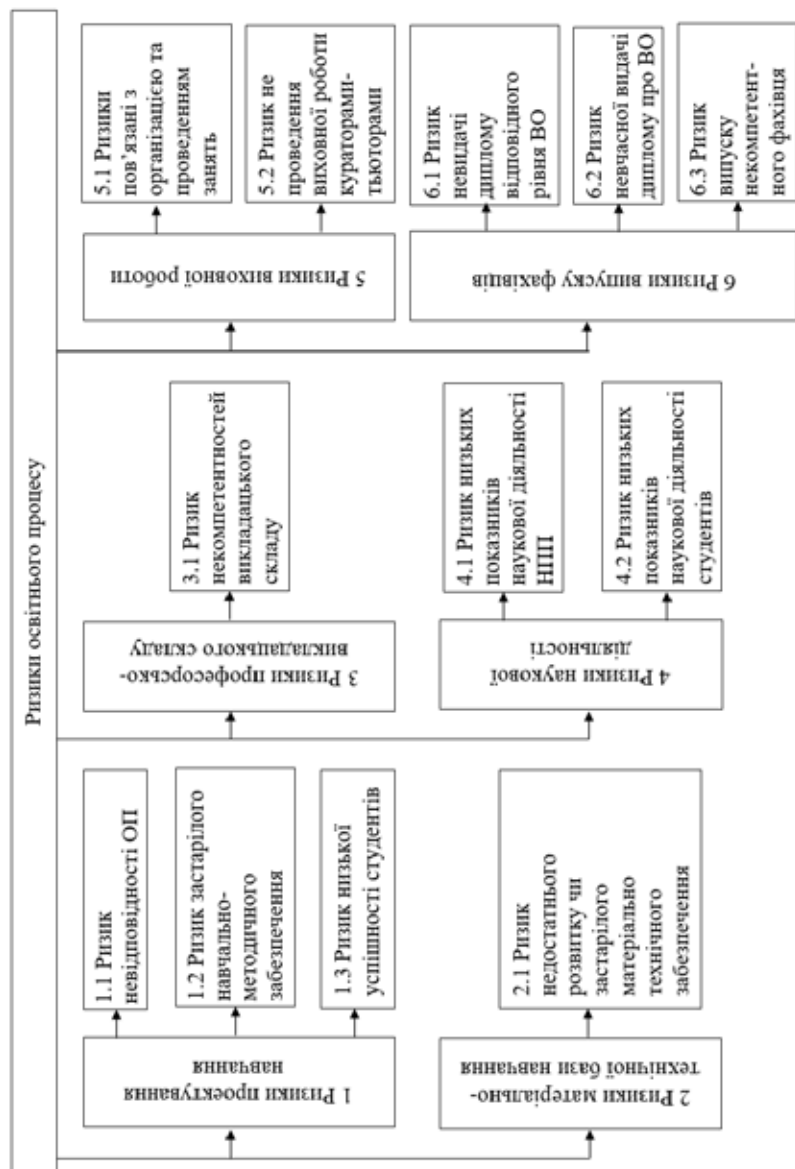 Ризики освітнього процесу
1 Ризики проектування
навчання
1.1 Ризик
невідповідності ОП
1.2 Ризик застарілого
навчально-
методичного
забезпечення
1.3 Ризик низької
успішності студентів
2 Ризики матеріально-
технічної бази навчання
2.1 Ризик
недостатнього
розвитку чи
застарілого
матеріально
технічного
забезпечення
3 Ризики професорсько-
викладацького складу
3.1 Ризик
некомпетентностей
викладацького
складу
4 Ризики наукової
діяльності
4.1 Ризик низьких
показників
наукової діяльності
НПП
4.2 Ризик низьких
показників
наукової діяльності
студентів
5 Ризики виховної роботи
5.1 Ризики
пов’язані з
організацією та
проведенням
занять
5.2 Ризик не
проведення
виховної роботи
кураторами-
тьюторами
6 Ризики випуску фахівців
6.1 Ризик
невидачі
диплому
відповідного
рівня ВО
6.2 Ризик
невчасної видачі
диплому про ВО
6.3 Ризик
випуску
некомпетент-
ного фахівця